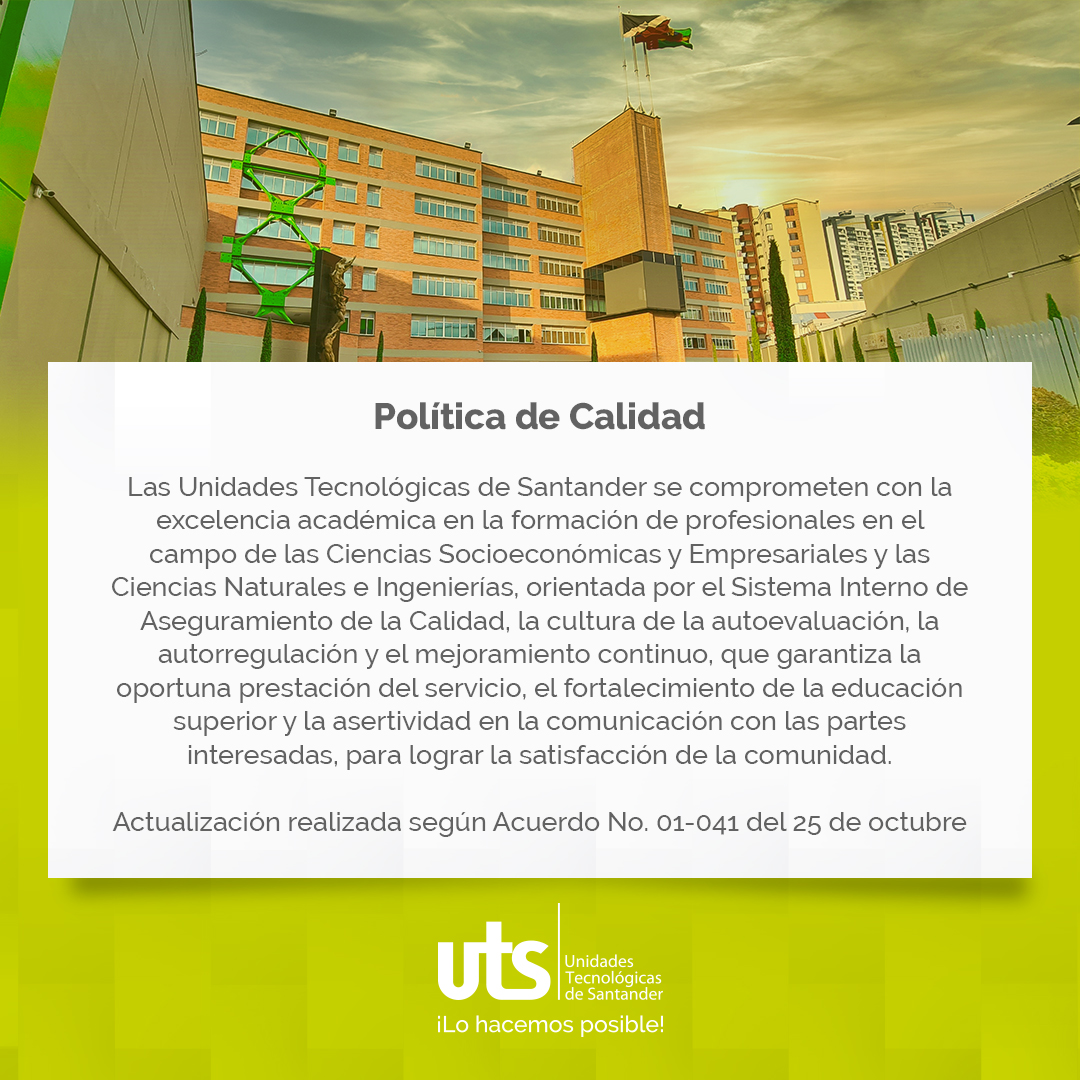 Política de Calidad
Las Unidades Tecnológicas de Santander se comprometen con la
excelencia académica en la formación de profesionales en el
campo de las Ciencias Socioeconómicas y Empresariales y las
Ciencias Naturales e Ingenierías, orientada por el Sistema Interno de
Aseguramiento de la Calidad, la cultura de la autoevaluación, la
autorregulación y el mejoramiento continuo, que garantiza la
oportuna prestación del servicio, el fortalecimiento de la educación
superior y la asertividad en la comunicación con las partes
interesadas, para lograr la satisfacción de la comunidad.
Actualización realizada según Acuerdo No. 01-041 del 25 de octubre
uts
Unidades
Tecnológicas
de Santander
¡Lo hacemos posible!